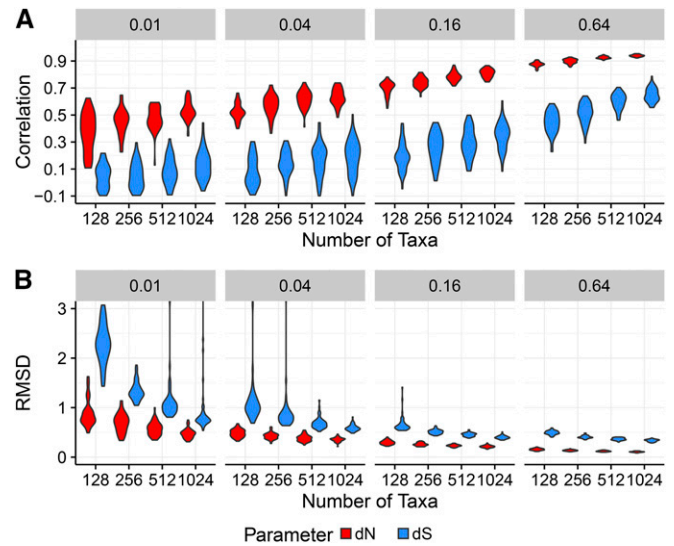 A
0.01 0.04 0.16 0.64
Correlation
0.9
0.7
0.5
0.3
0.1
−0.1
128 256 512 1024 128 256 512 1024 128 256 512 1024 128 256 512 1024
Number of Taxa
B
0.01 0.04 0.16 0.64
RMSD
3
2
1
0
128 256 512 1024 128 256 512 1024 128 256 512 1024 128 256 512 1024
Number of Taxa
Parameter dN dS